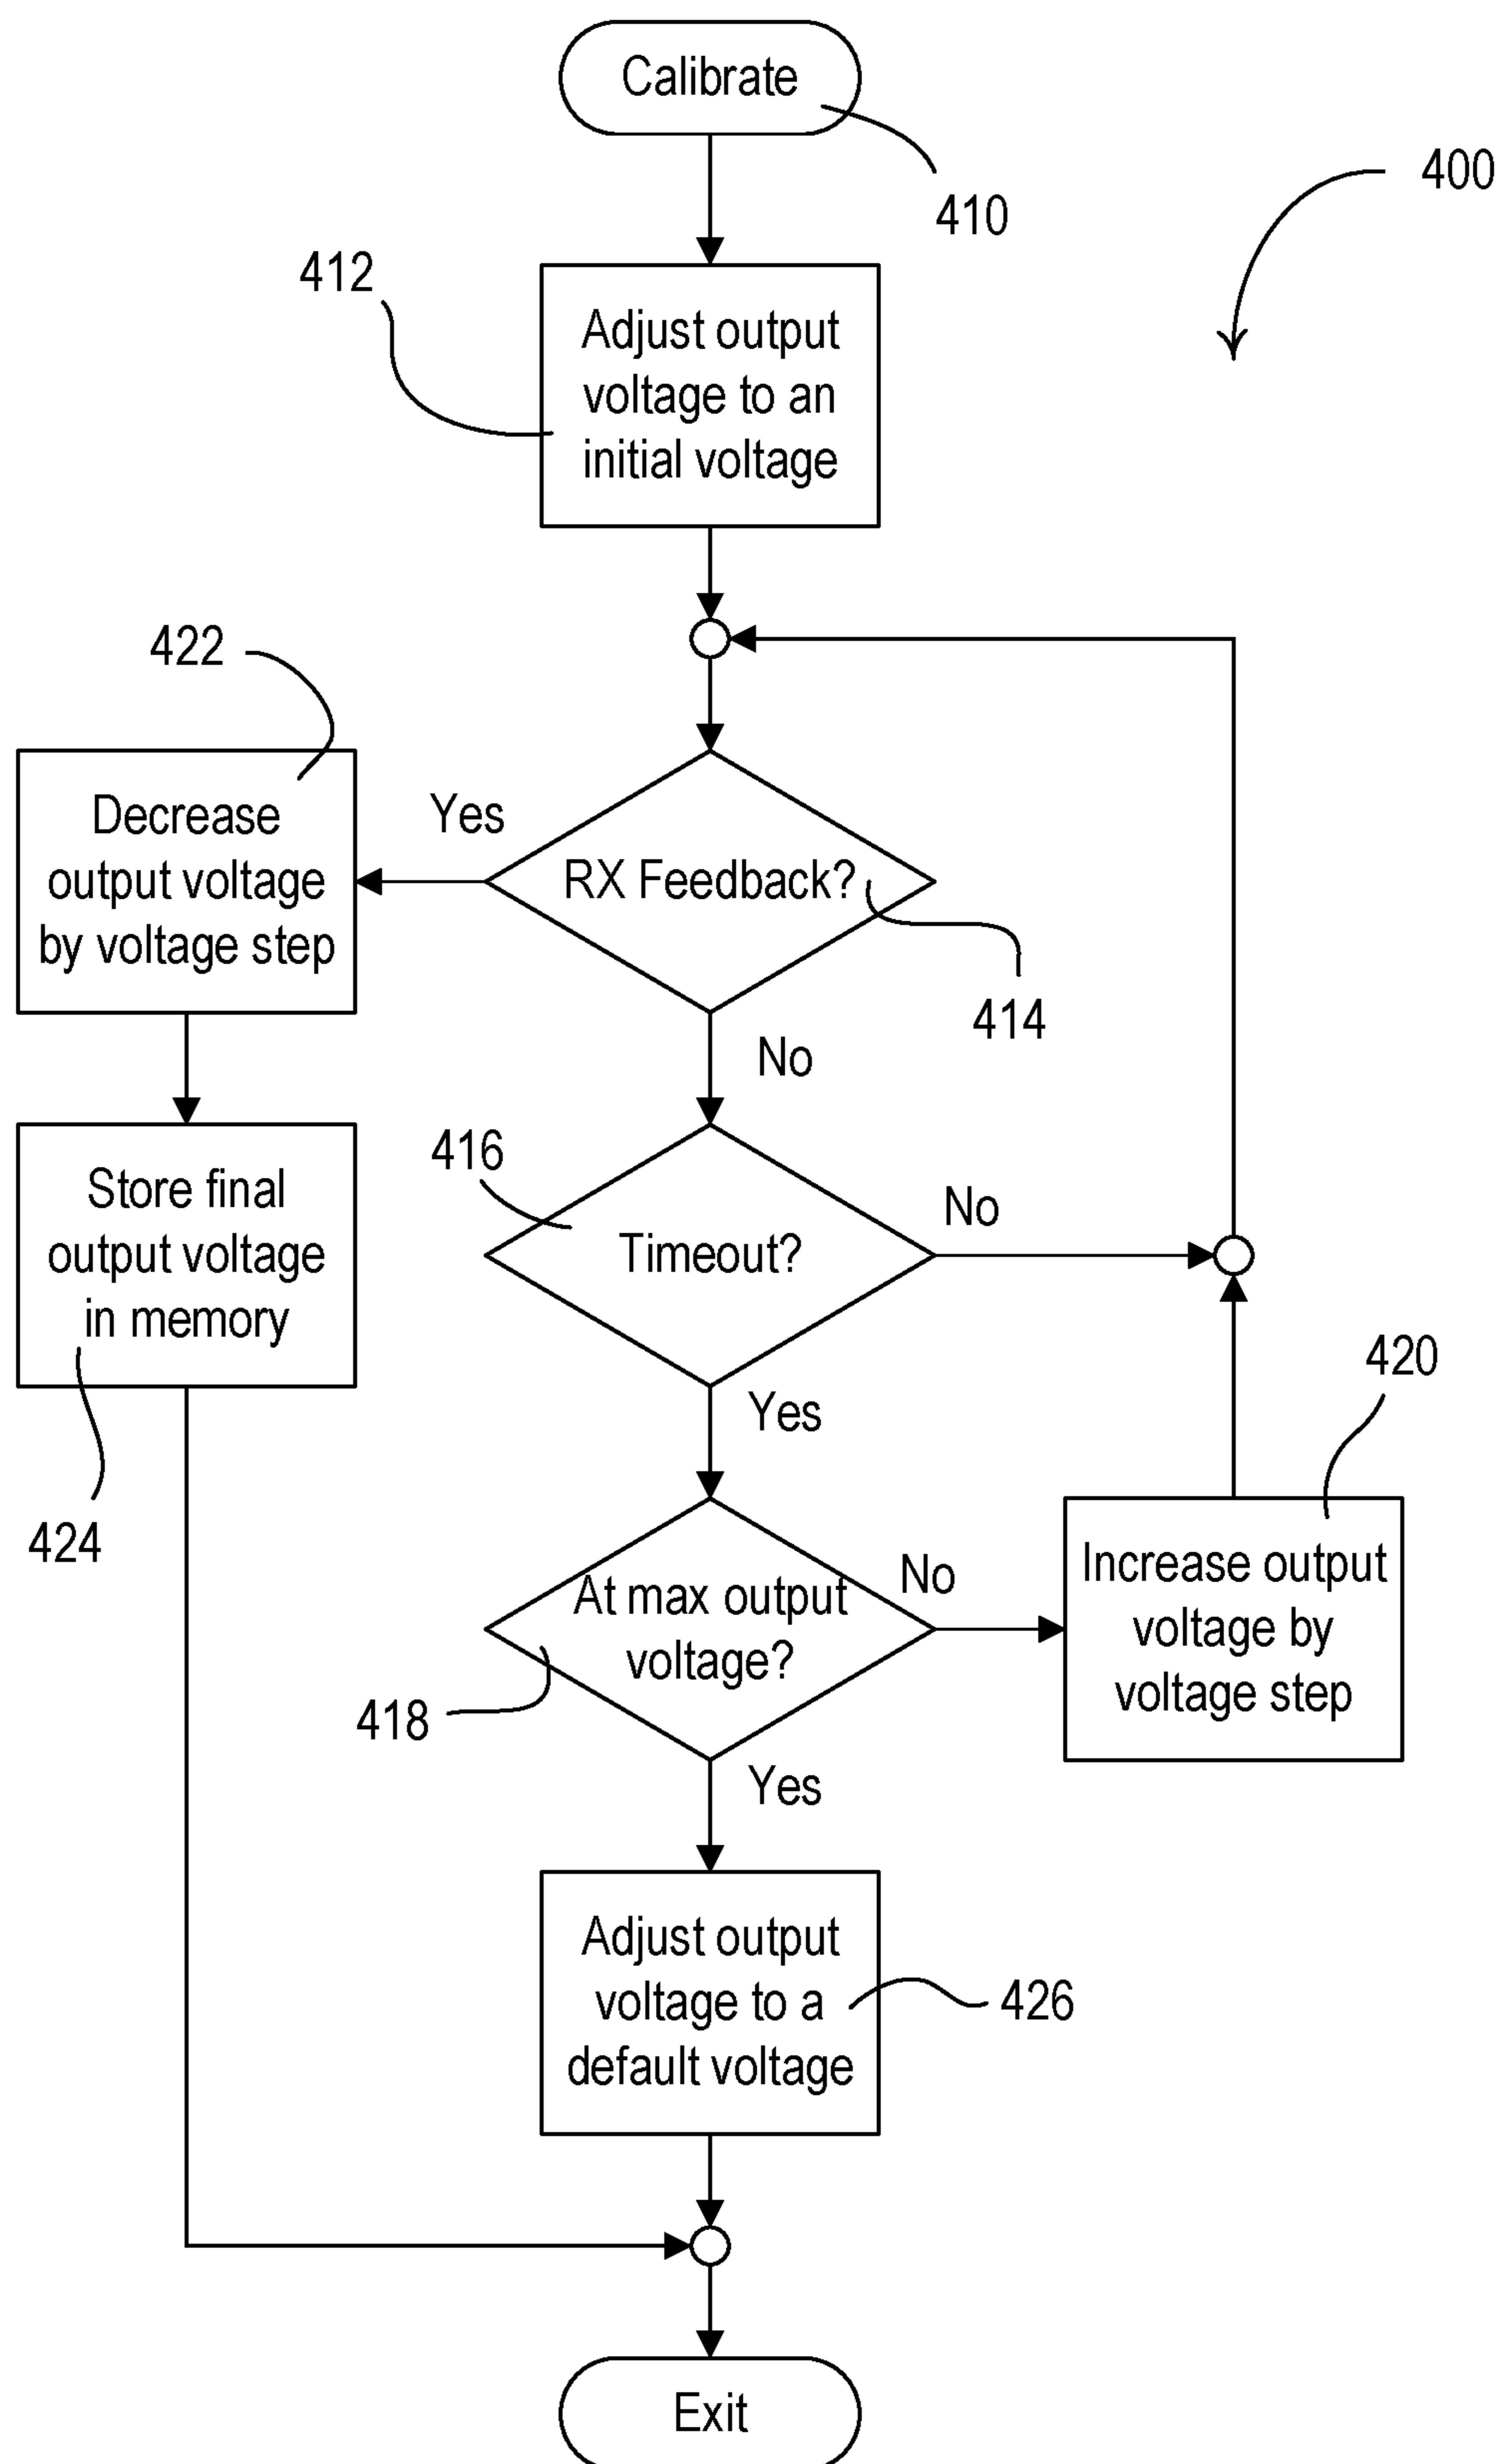 Calibrate
400
410
412
Adjust output
voltage to an
initial voltage
422
Decrease
output voltage
by voltage step
Yes
RX Feedback?
414
No
416
Store final
output voltage
in memory
Timeout?
No
420
Yes
424
At max output
voltage?
No
Increase output
voltage by
voltage step
418
Yes
Adjust output
voltage to a
default voltage
426
Exit